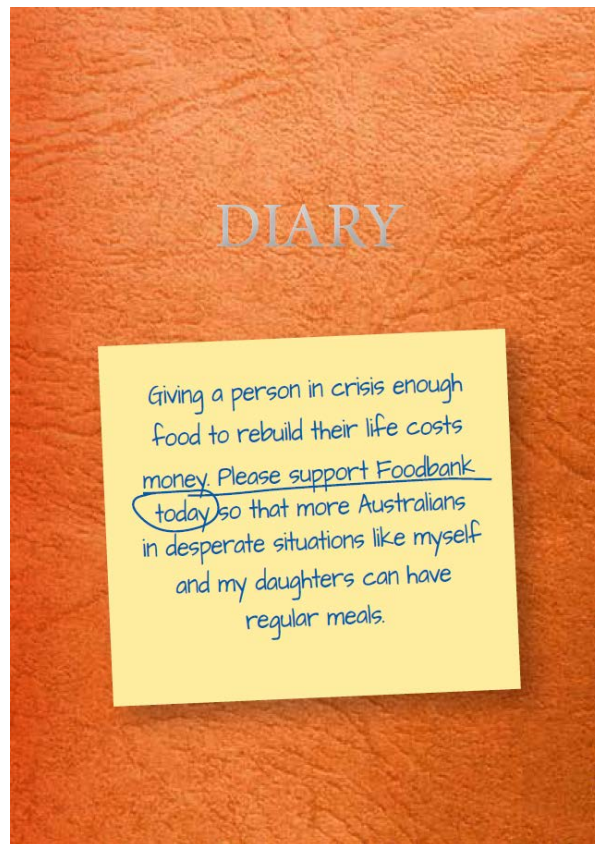 DIARY
Giving a person in crisis enough
food to rebuild their life costs
money. Please support Foodbank
today so that more Australians
in desperate situations like myself
and my daughters can have
regular meals.